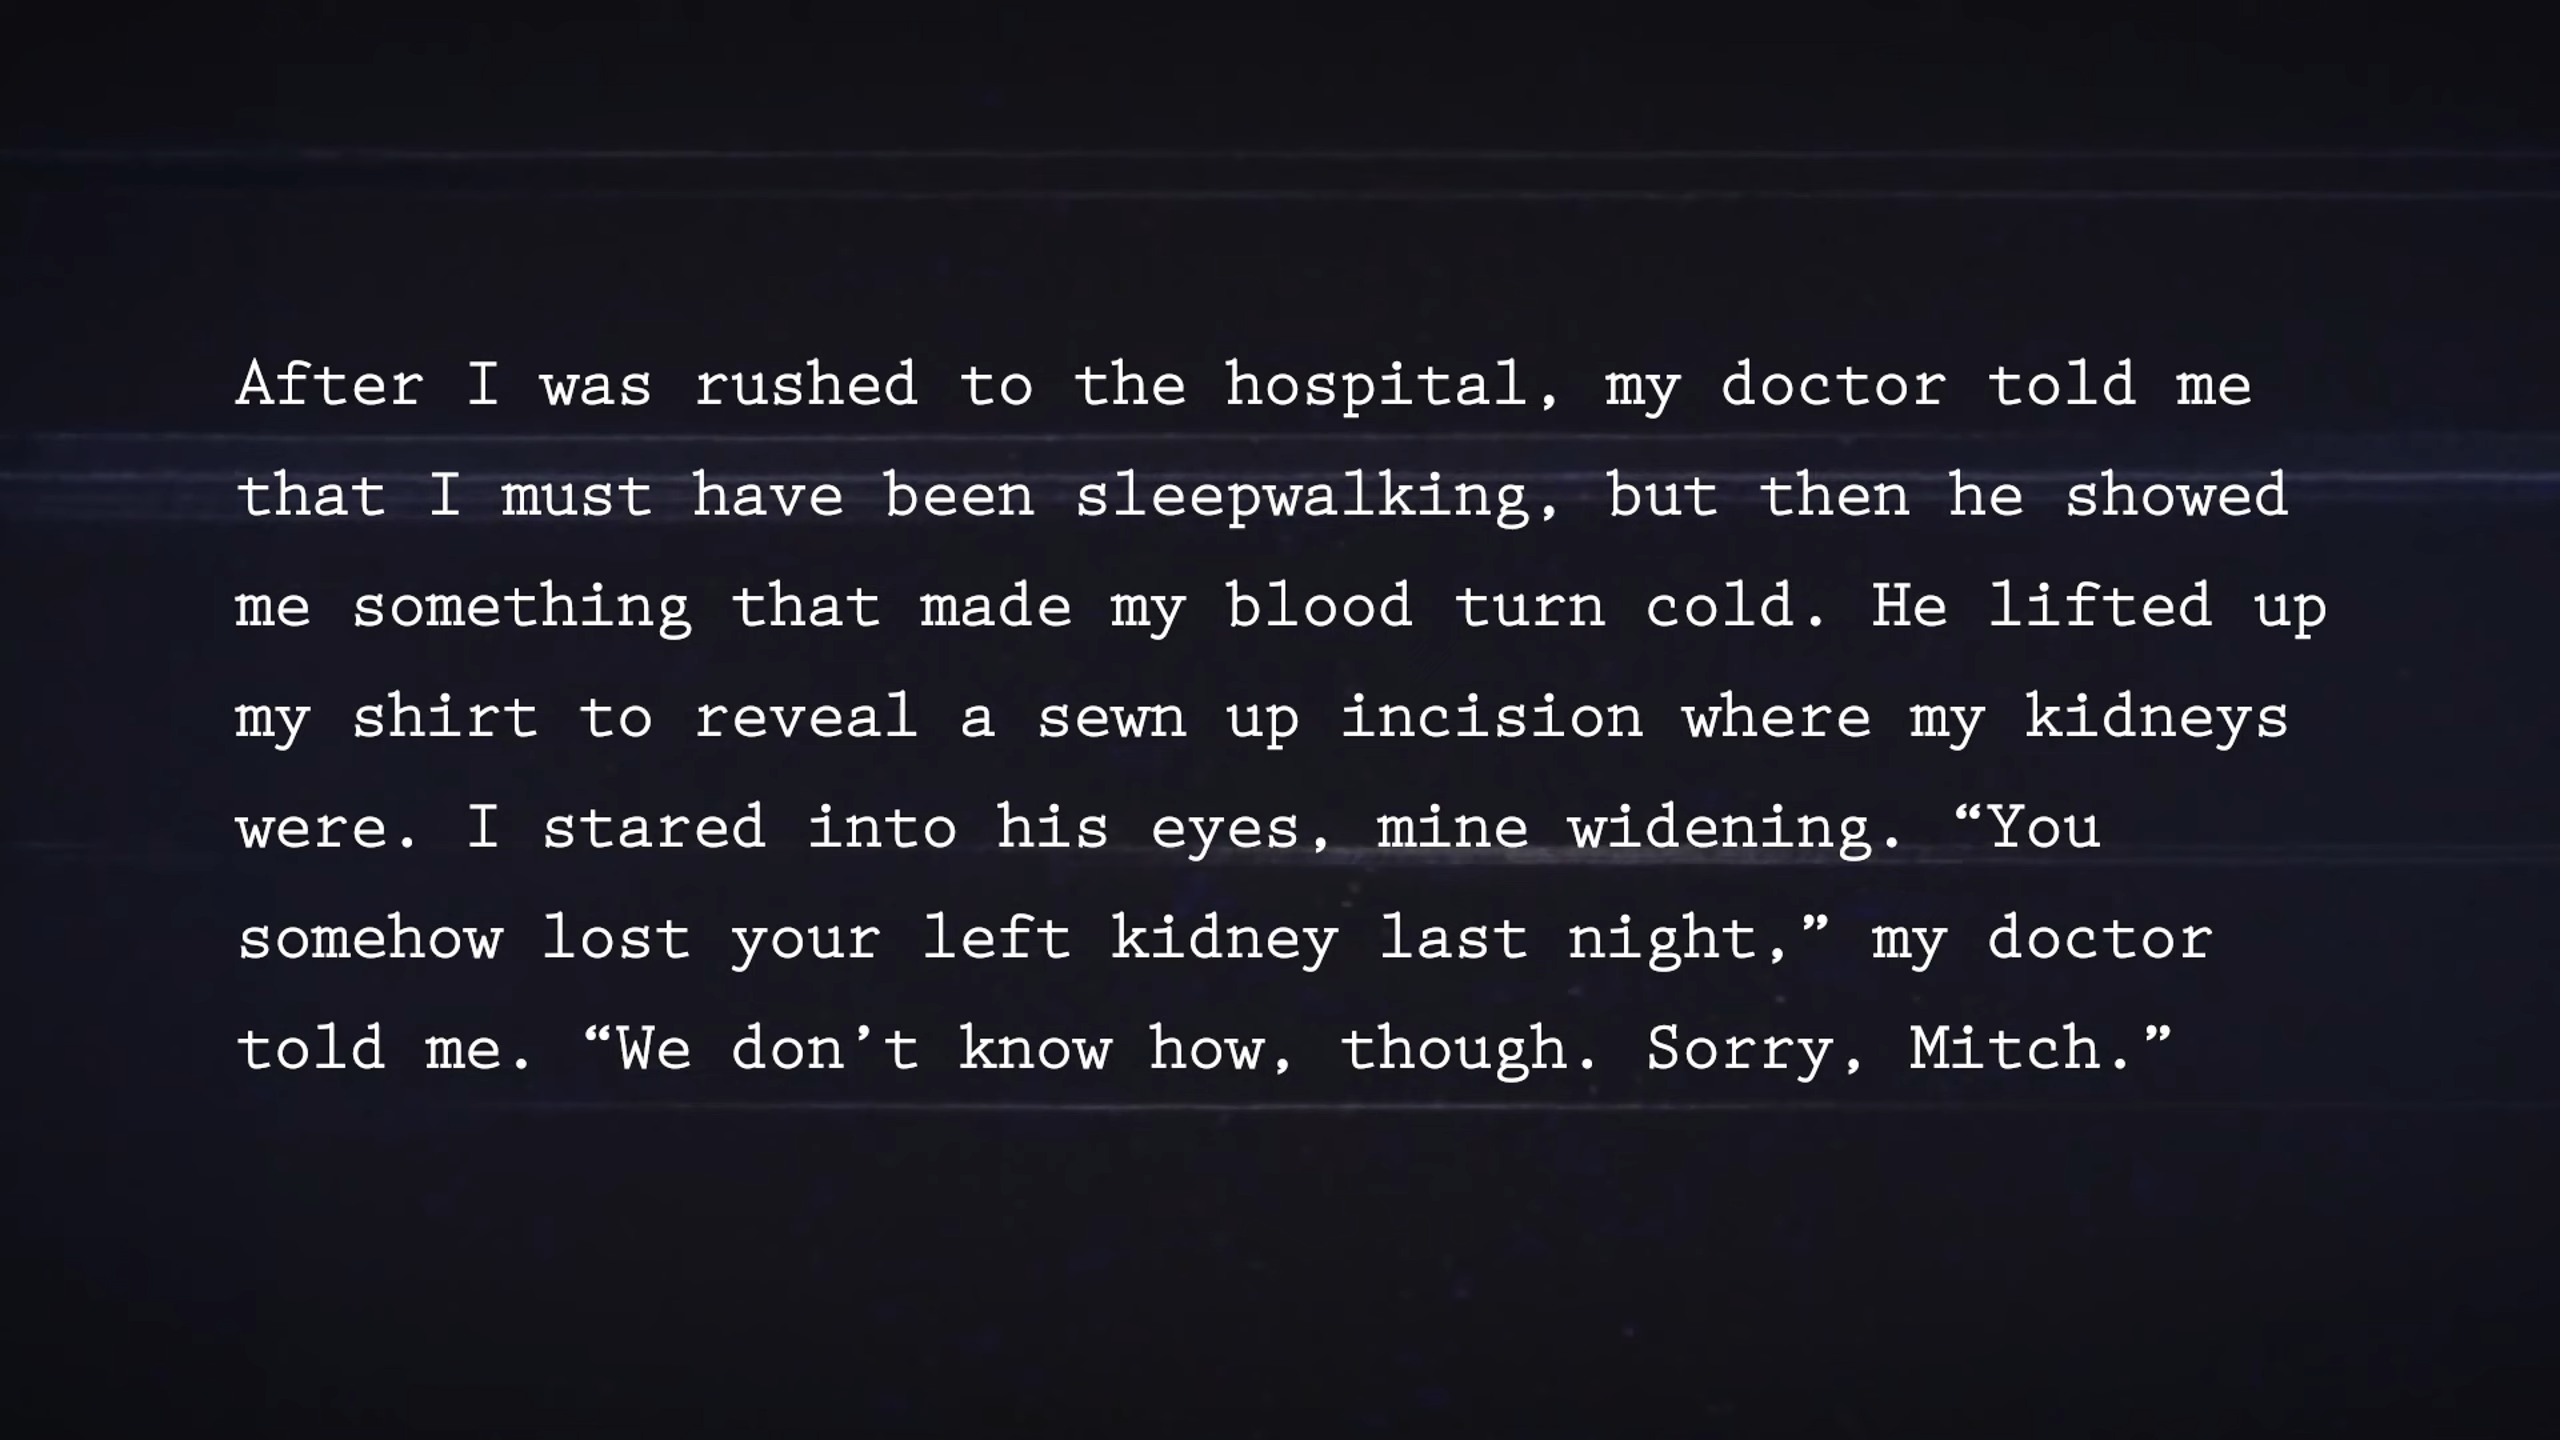 After I was rushed to the hospital, my doctor told me
that I must have been sleepwalking, but then he showed
me something that made my blood turn cold. He lifted up
my shirt to reveal a sewn up incision where my kidneys
were. I stared into his eyes, mine widening. “You
somehow lost your left kidney last night,” my doctor
told me. “We don’t know how, though. Sorry, Mitch.”